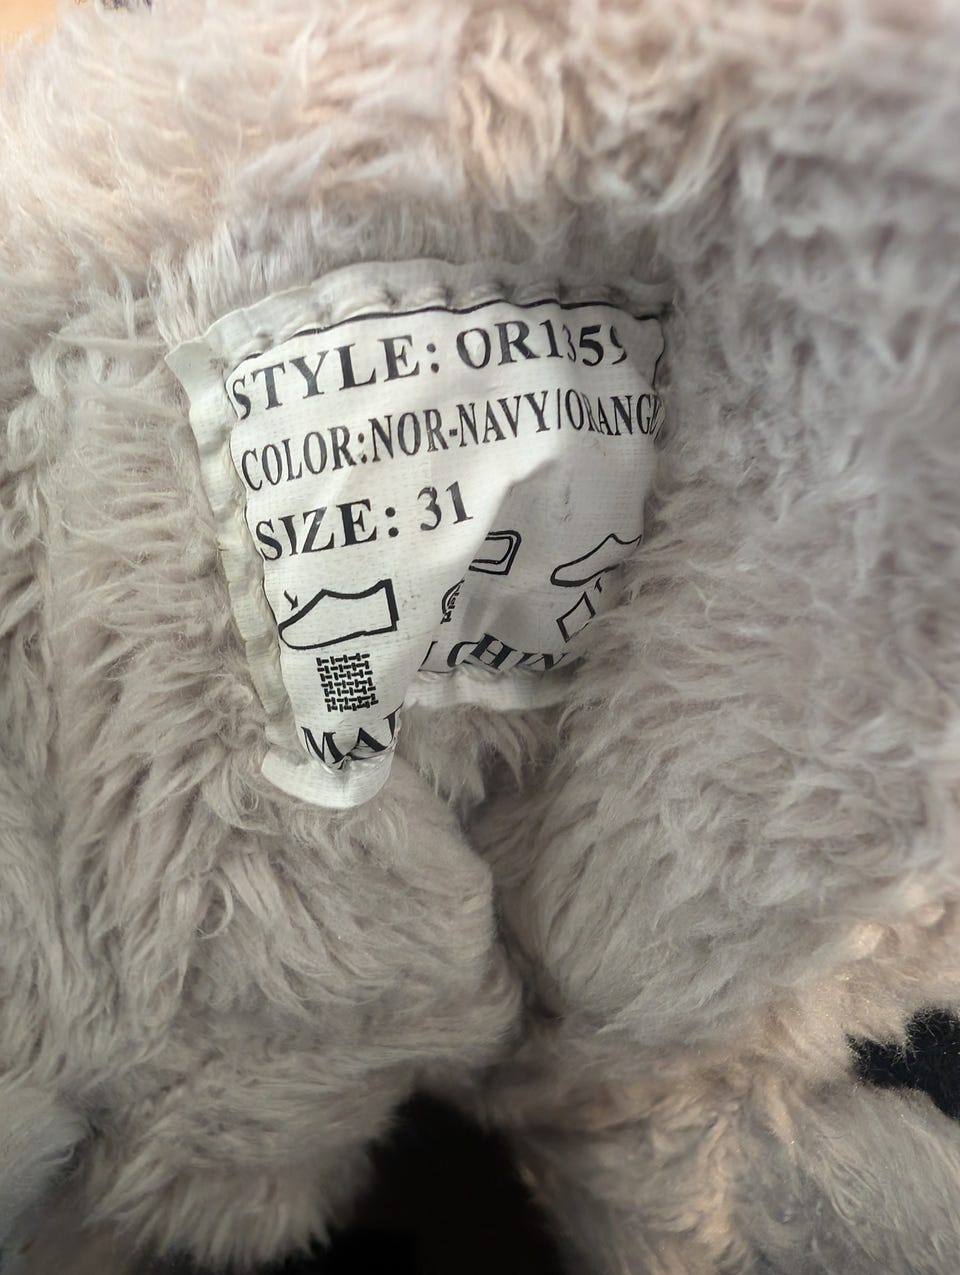 STYLE: OR1359
COLOR:NOR-NAVY/ORANGE
SIZE: 31